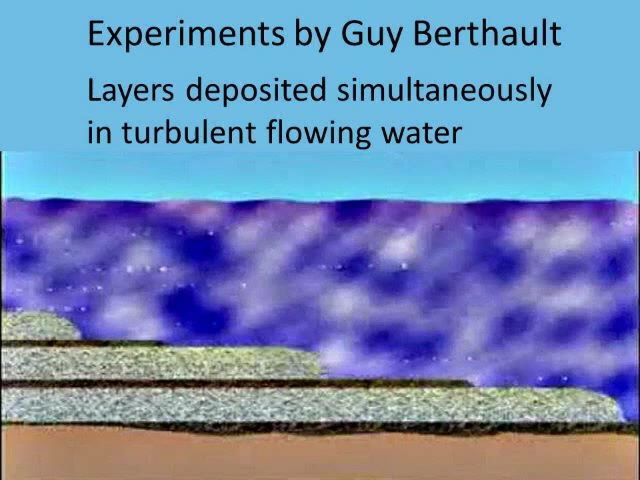 Experiments by Guy Berthault
Layers deposited simultaneously
in turbulent flowing water